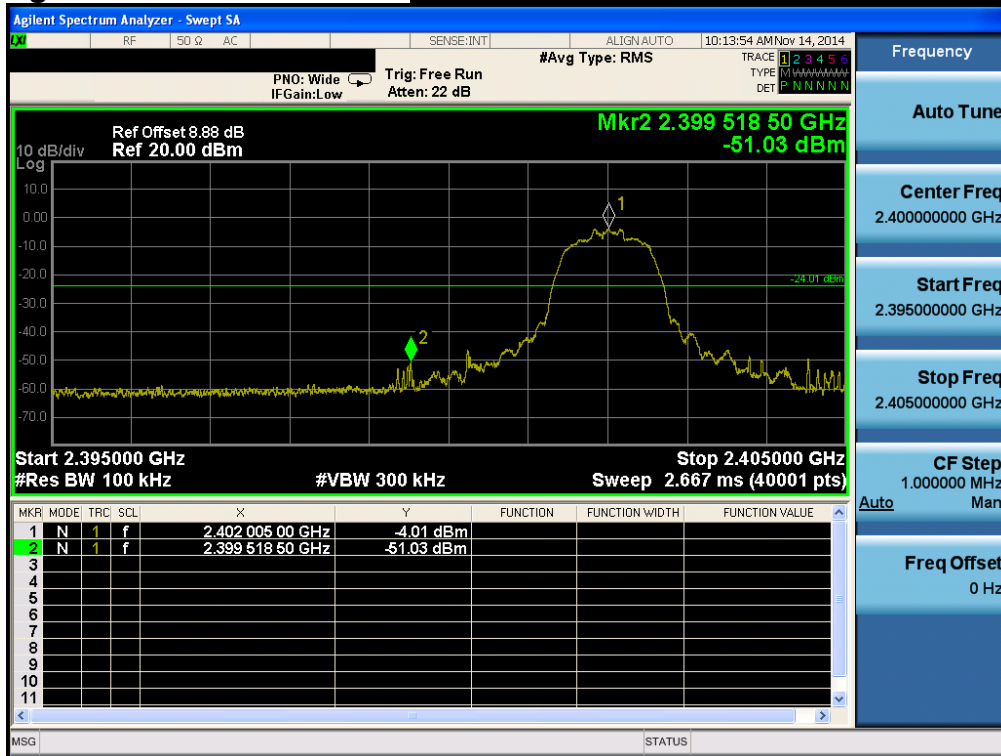 Agilent Spectrum Analyzer - Swept SA
LXI RF 50 Ω AC SENSE:INT ALIGN AUTO 10:13:54 AM Nov 14, 2014
PNO: Wide
IFGain:Low
Trig: Free Run
Atten: 22 dB
#Avg Type: RMS
TRACE 1 2 3 4 5 6
TYPE M
DET P N N N N N
Ref Offset 8.88 dB
10 dB/div Ref 20.00 dBm
Log
Mkr2 2.399 518 50 GHz
-51.03 dBm
10.0
0.00
-10.0
-20.0
-30.0
-40.0
-50.0
-60.0
-70.0
1
2
-24.01 dBm
Start 2.395000 GHz Stop 2.405000 GHz
#Res BW 100 kHz #VBW 300 kHz Sweep 2.667 ms (40001 pts)
MKR MODE TRC SCL X Y FUNCTION FUNCTION WIDTH FUNCTION VALUE
1 N 1 f 2.402 005 00 GHz -4.01 dBm
2 N 1 f 2.399 518 50 GHz -51.03 dBm
3
4
5
6
7
8
9
10
11
MSG STATUS
Frequency
Auto Tune
Center Freq
2.400000000 GHz
Start Freq
2.395000000 GHz
Stop Freq
2.405000000 GHz
CF Step
1.000000 MHz
Auto Man
Freq Offset
0 Hz